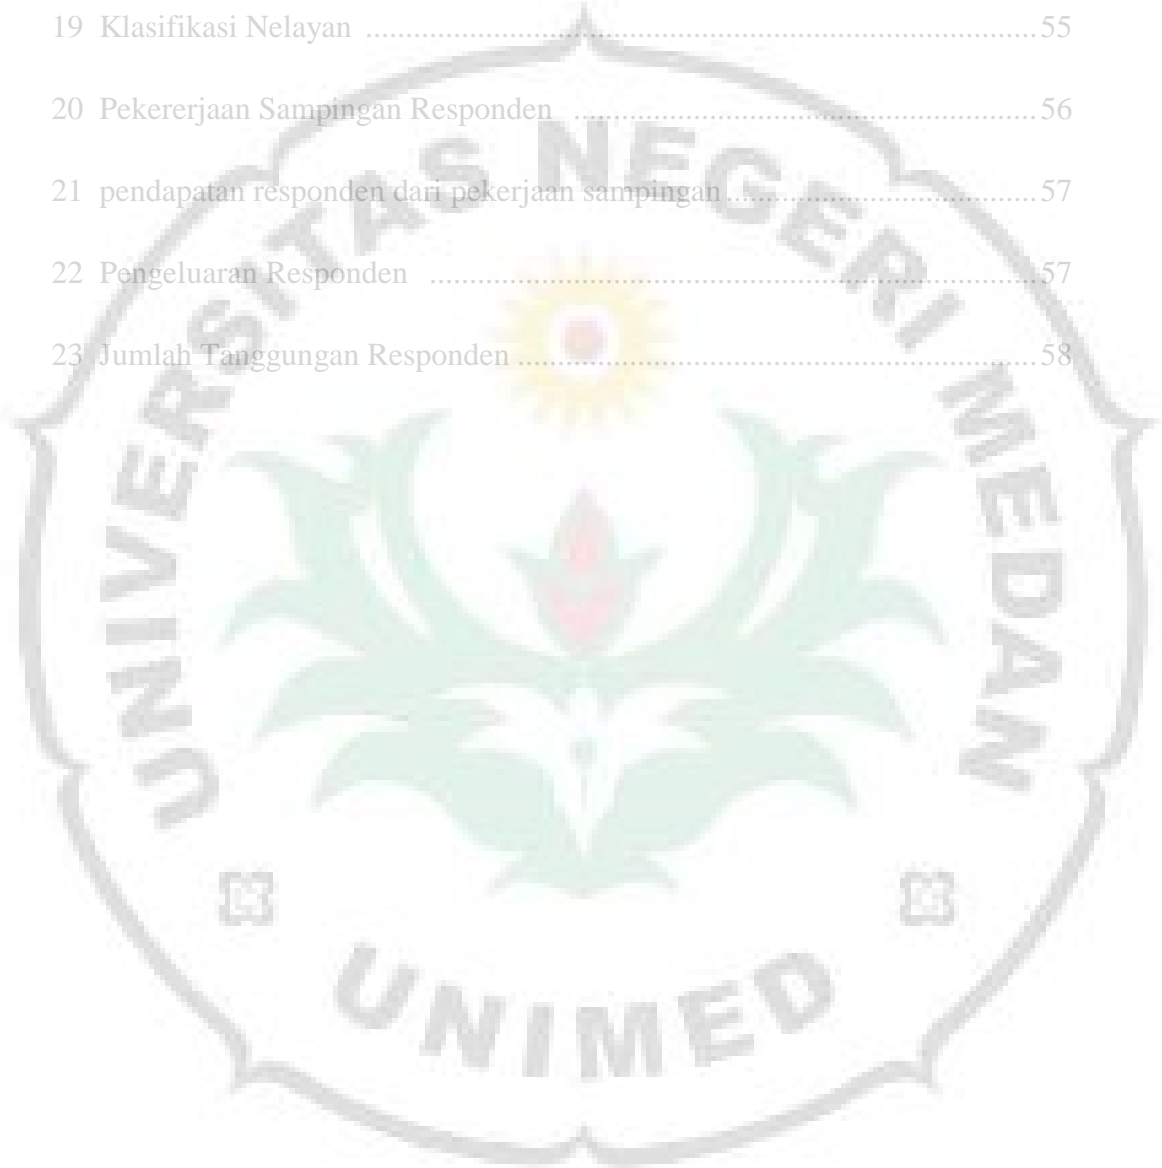 19 Klasifikasi Nelayan ........................................................................ 55
20 Pekererjaan Sampingan Responden ........................................................ 56
21 pendapatan responden dari pekerjaan sampingan ...................................... 57
22 Pengeluaran Responden .................................................................. 57
23 Jumlah Tanggungan Responden ............................................................ 58
UNIVERSITAS NEGERI MEDAN
UNIMED